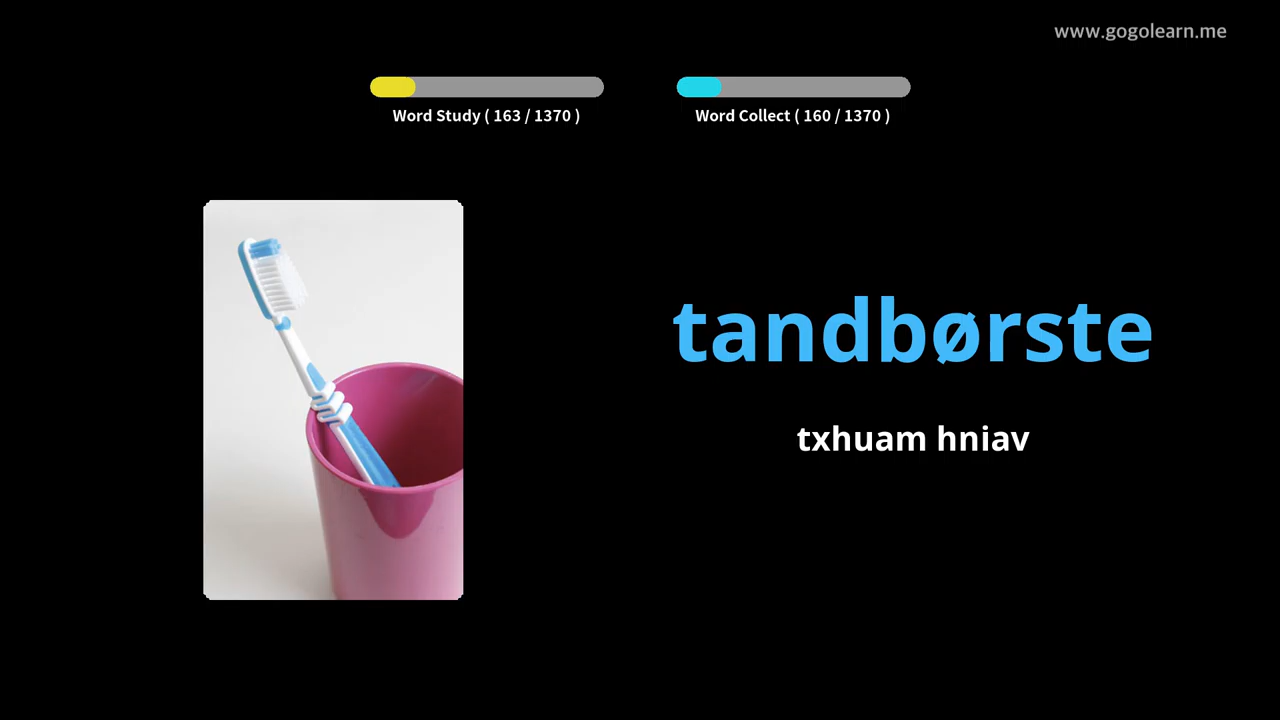 www.gogolearn.me
Word Study ( 163 / 1370 )
Word Collect ( 160 / 1370 )
tandbørste
txhuam hniav